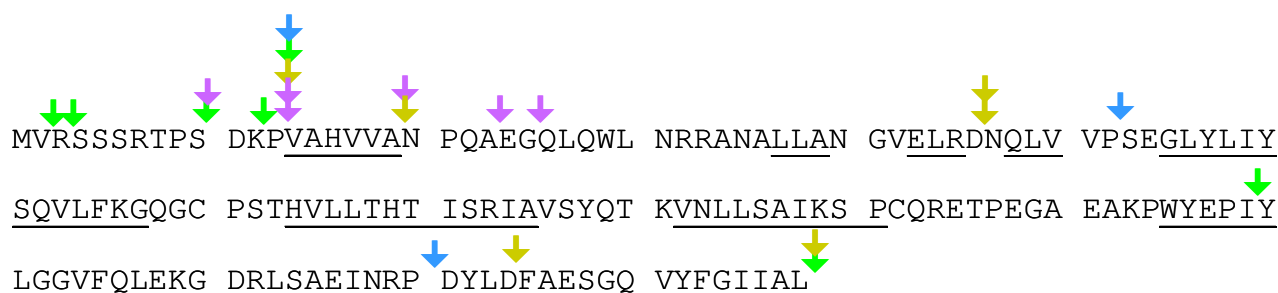 MVRSSSRTPS DKPVAHVVAN PQAEGQLQWL NRRANALLAN GVELRDNQLV VPSEGLYLIY
SQVLFKGQGC PSTHVLLTHT ISRIAVSYQT KVNLLSAIKS PCQRETPEGA EAKPWYEPIY
LGGVFQLEKG DRLSAEINRP DYLDFAESGQ VYFGIIAL